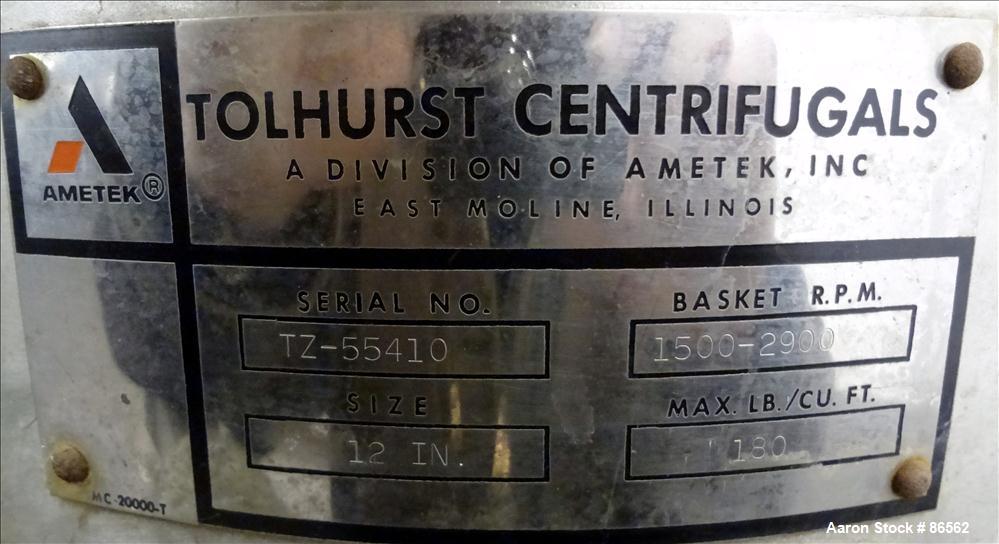 TOLHURST CENTRIFUGALS
A DIVISION OF AMETEK, INC
EAST MOLINE, ILLINOIS
AMETEK®
SERIAL NO.
TZ-55410
BASKET R.P.M.
1500-2900
SIZE
12 IN.
MAX. LB./CU. FT.
180
MC-20000-T
Aaron Stock # 86562